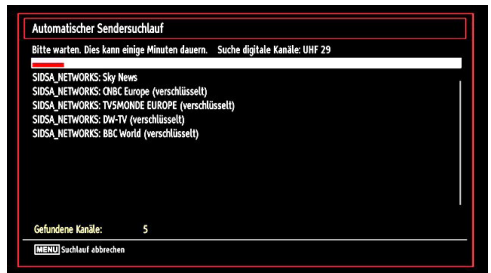 Automatischer Sendersuchlauf
Bitte warten. Dies kann einige Minuten dauern. Suche digitale Kanäle: UHF 29
SIDSA_NETWORKS: Sky News
SIDSA_NETWORKS: CNBC Europe (verschlüsselt)
SIDSA_NETWORKS: TV5MONDE EUROPE (verschlüsselt)
SIDSA_NETWORKS: DW-TV (verschlüsselt)
SIDSA_NETWORKS: BBC World (verschlüsselt)
Gefundene Kanäle: 5
MENU Suchlauf abbrechen